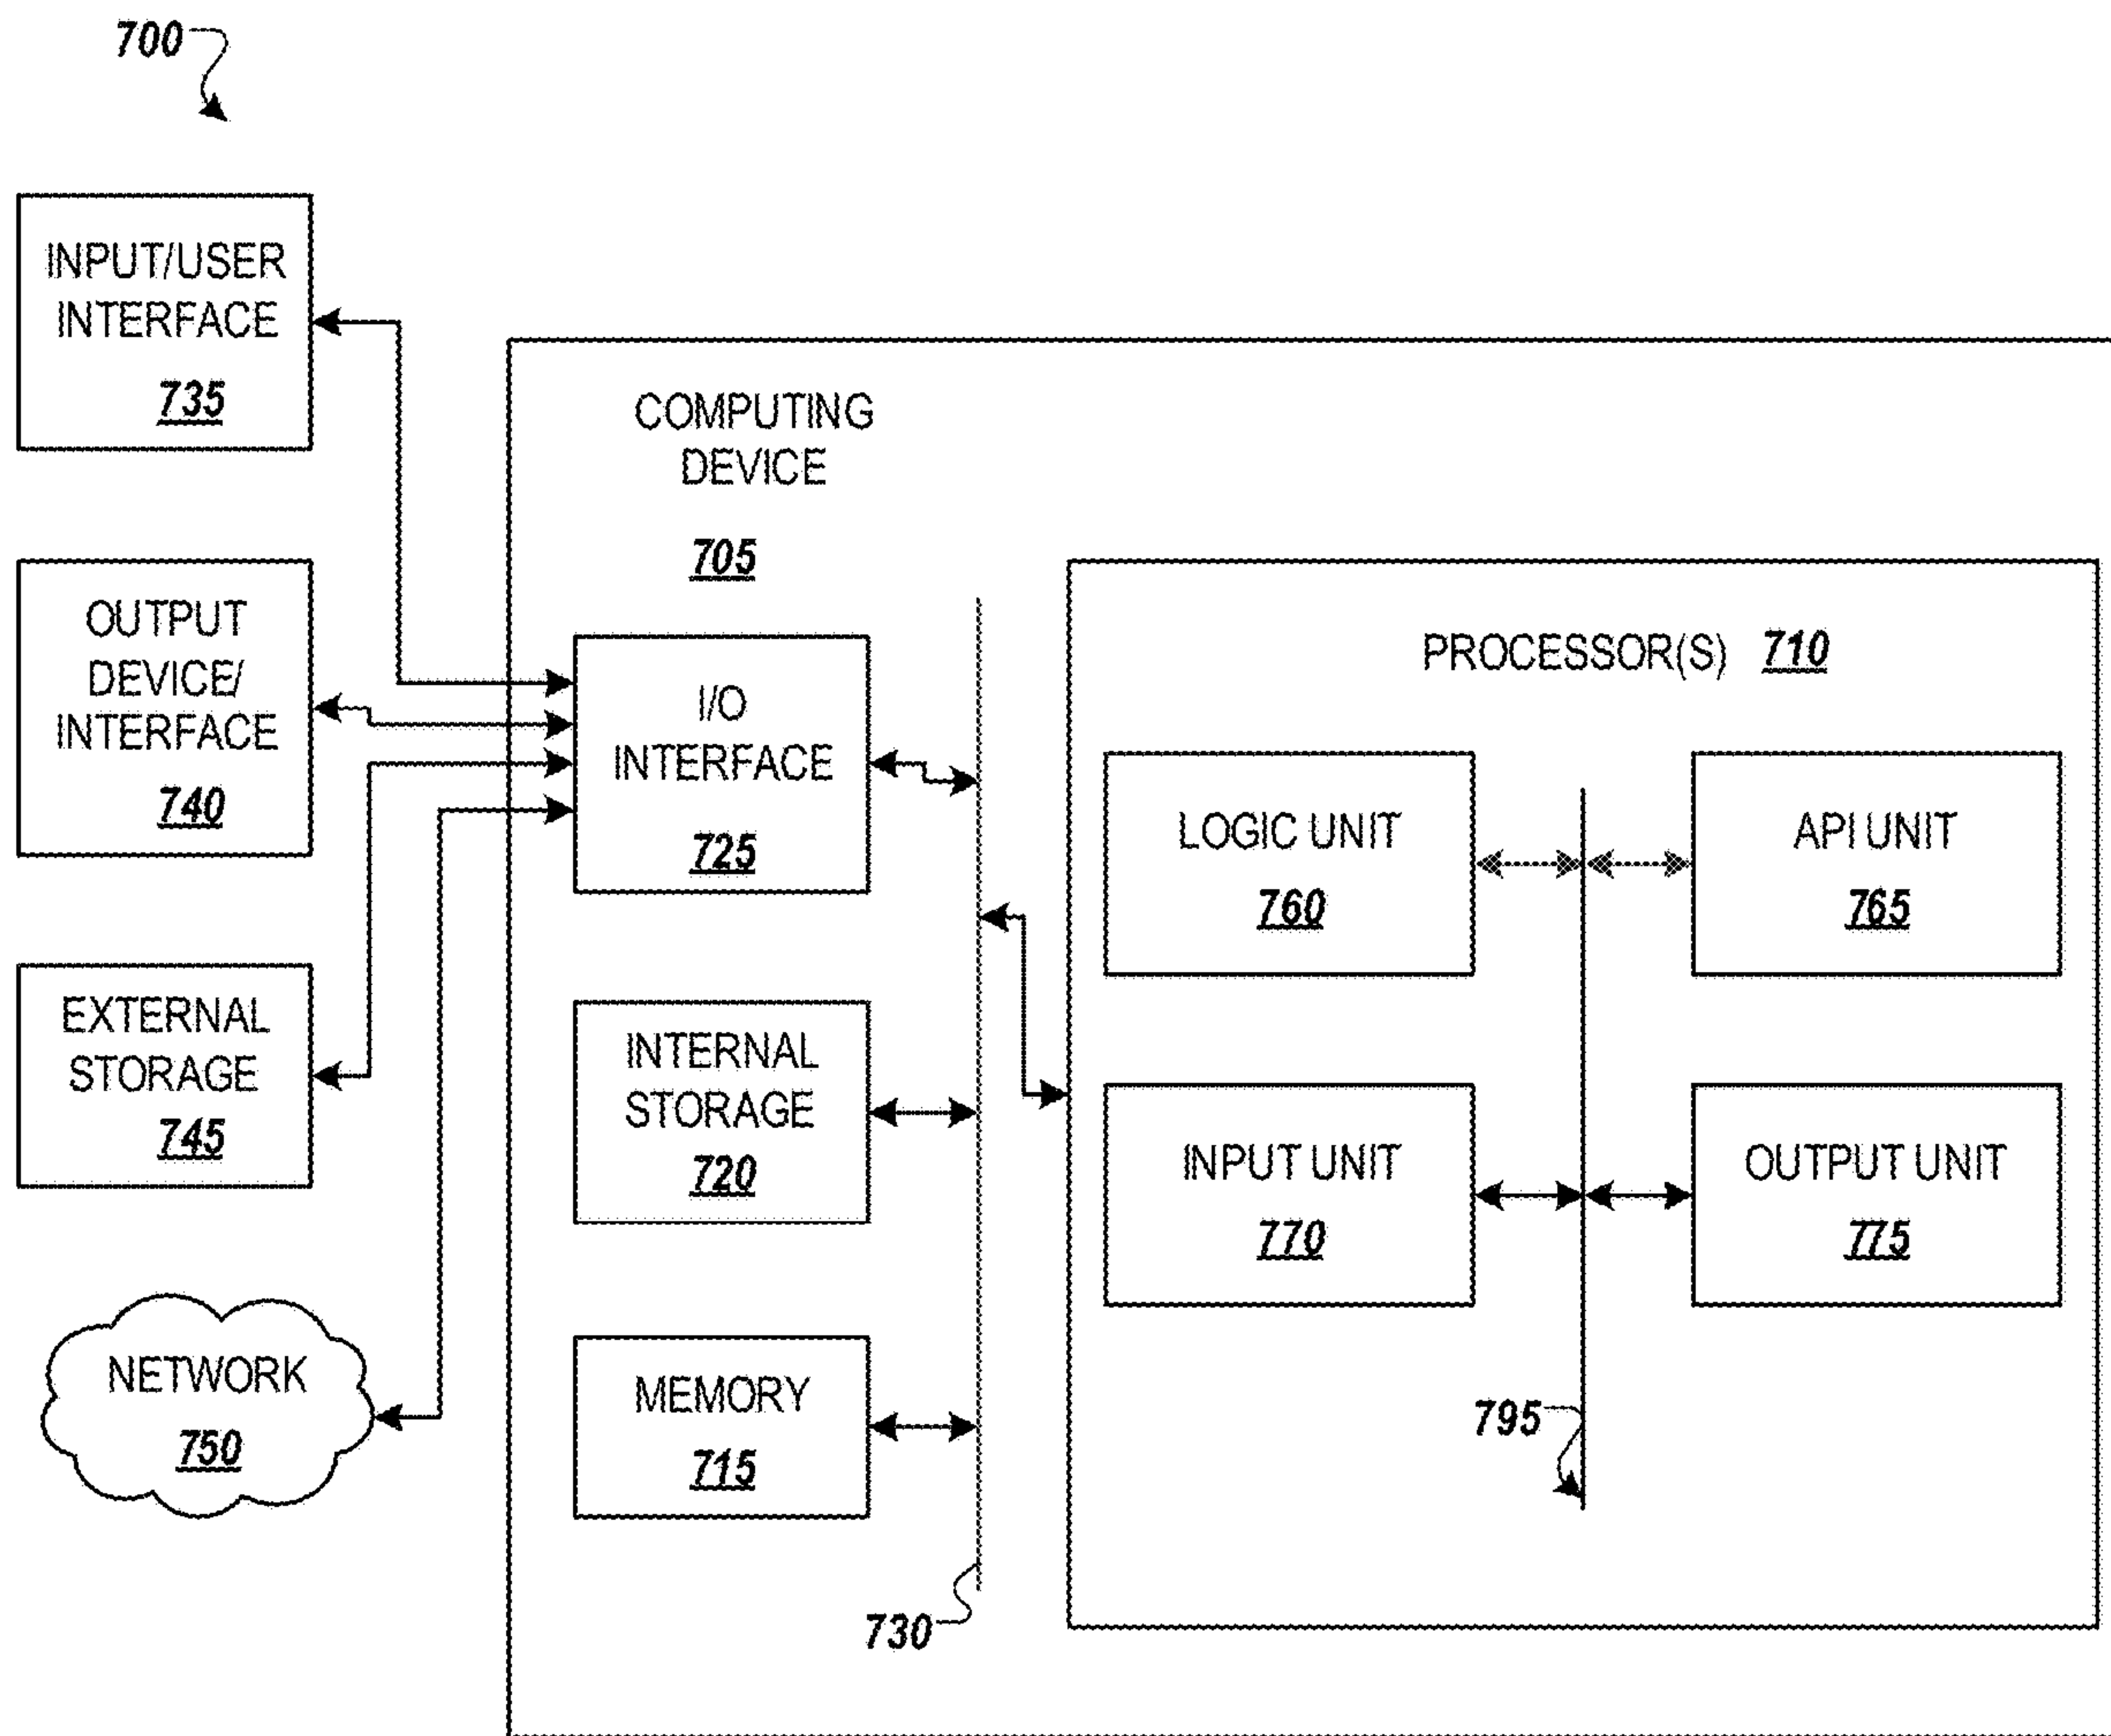 700
INPUT/USER
INTERFACE
735
OUTPUT
DEVICE/
INTERFACE
740
EXTERNAL
STORAGE
745
NETWORK
750
COMPUTING
DEVICE
705
I/O
INTERFACE
725
INTERNAL
STORAGE
720
MEMORY
715
730
PROCESSOR(S) 710
LOGIC UNIT
760
API UNIT
765
INPUT UNIT
770
OUTPUT UNIT
775
795